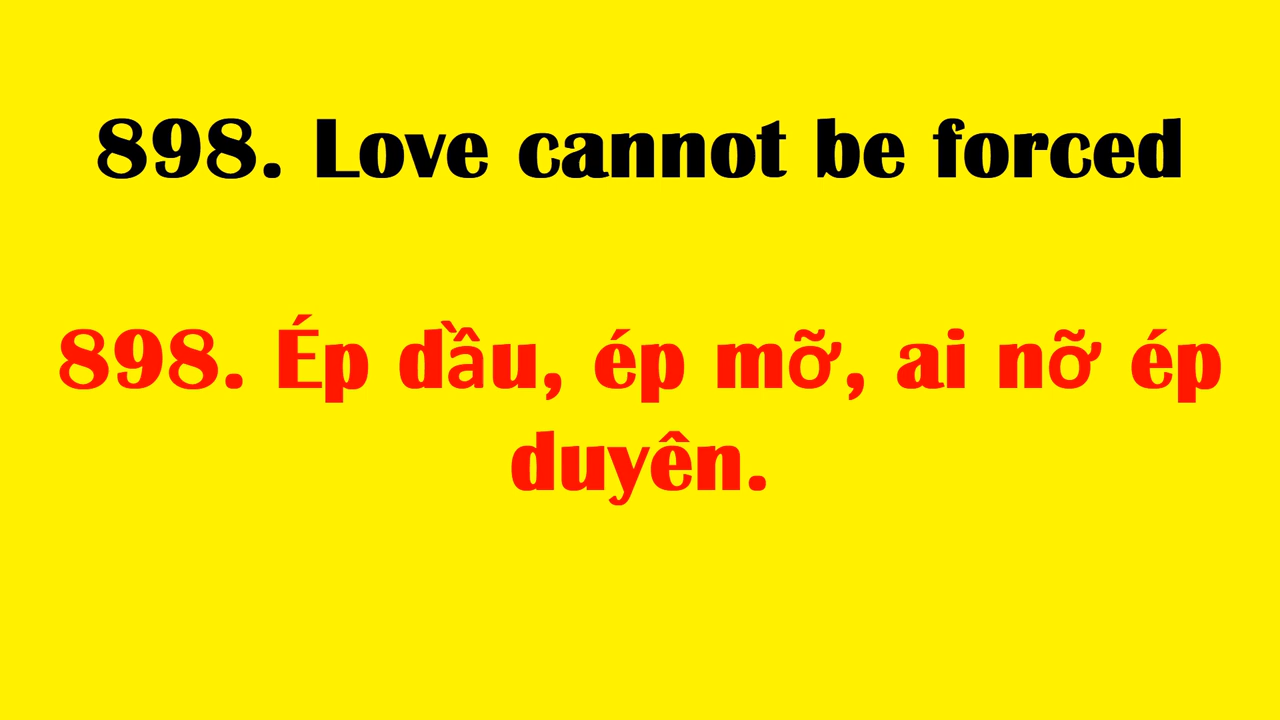 898. Love cannot be forced
898. Ép dầu, ép mỡ, ai nỡ ép
duyên.